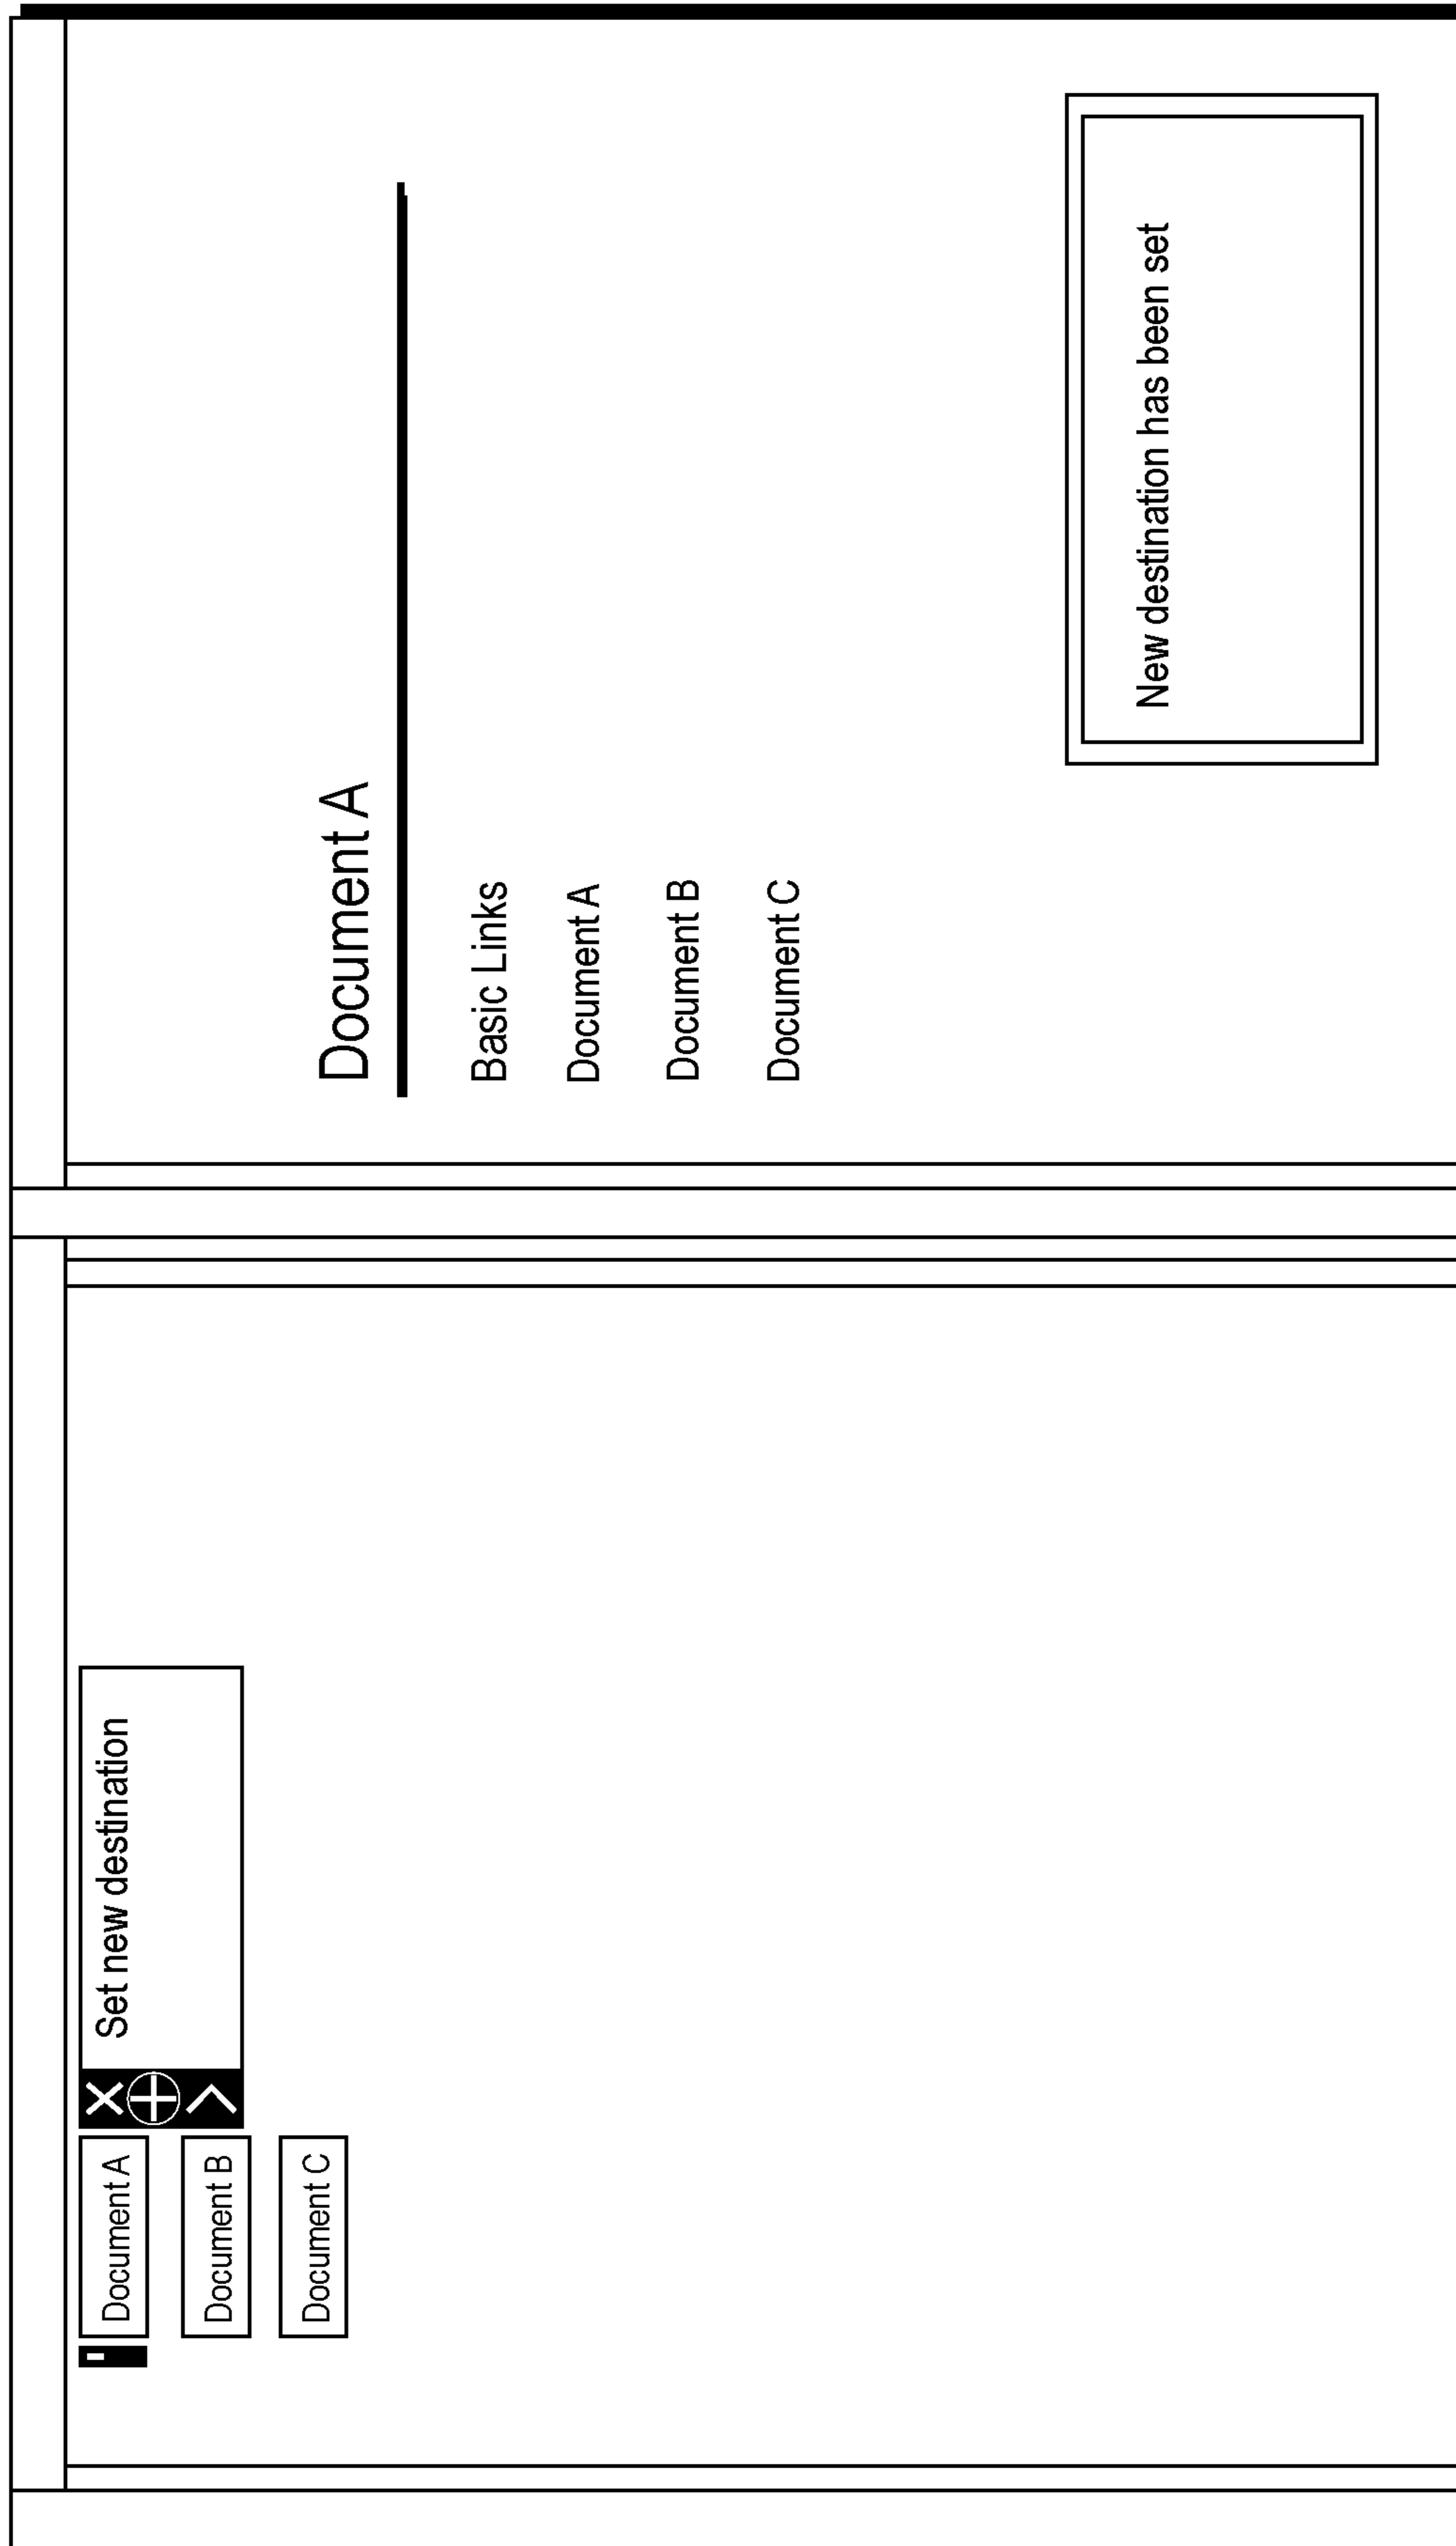 Document A
Set new destination
Document B
Document C
Document A
Basic Links
Document A
Document B
Document C
New destination has been set